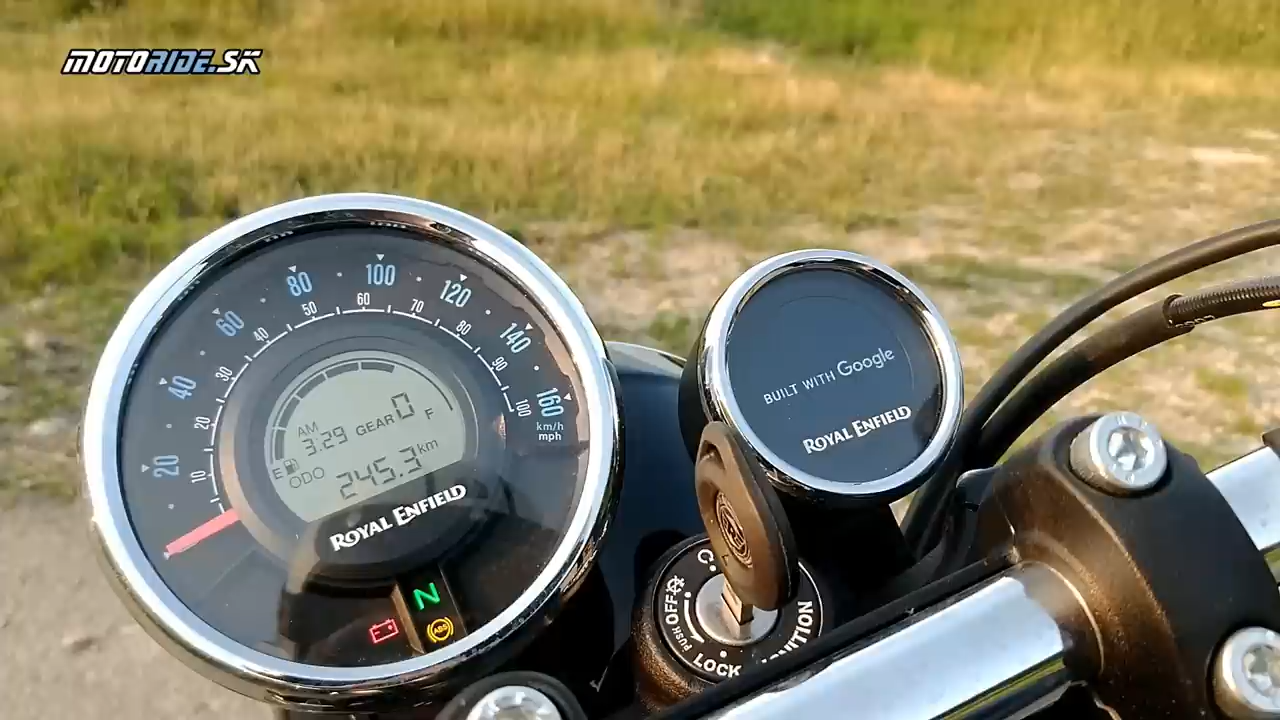 MOTORIDE.SK
20 40 60 80 100 120 140 160
km/h
mph
10 20 30 40 50 60 70 80 90 100
AM
3.29 GEAR 0 F
E
ODO 245.3 km
ROYAL ENFIELD
N
ABS
BUILT WITH Google
ROYAL ENFIELD
OFF
PUSH
LOCK